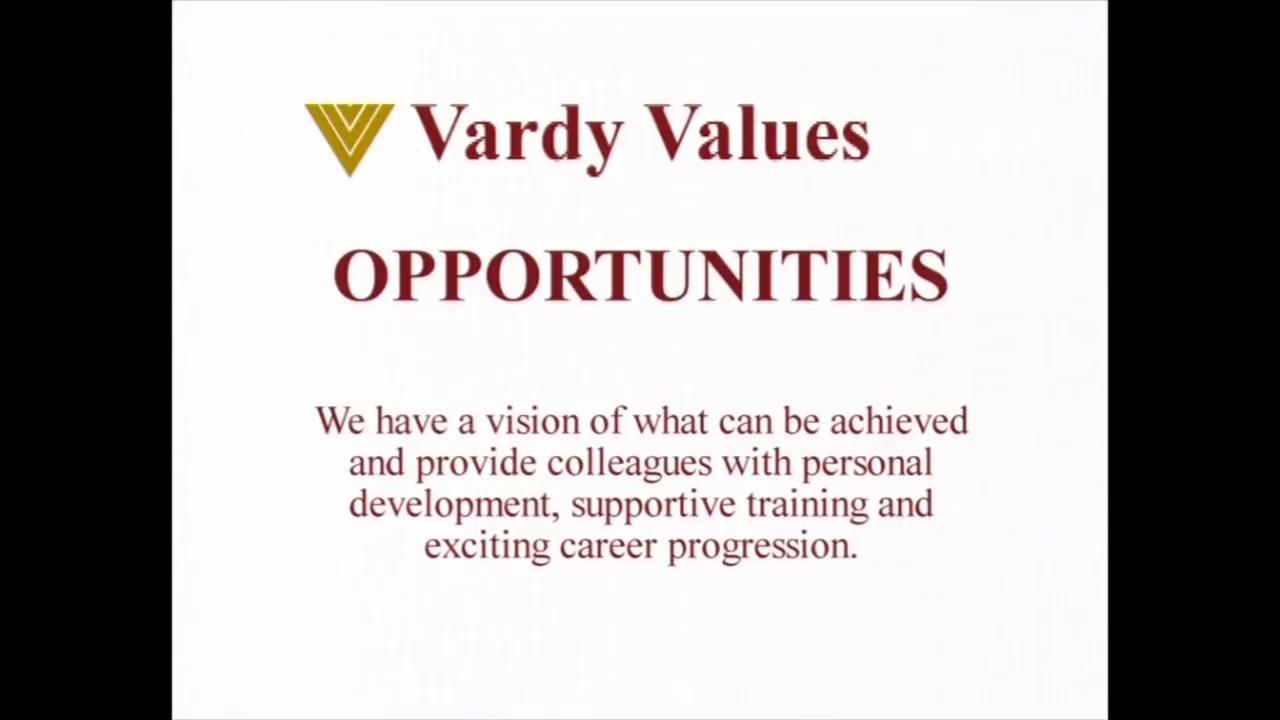 Vardy Values
OPPORTUNITIES
We have a vision of what can be achieved
and provide colleagues with personal
development, supportive training and
exciting career progression.